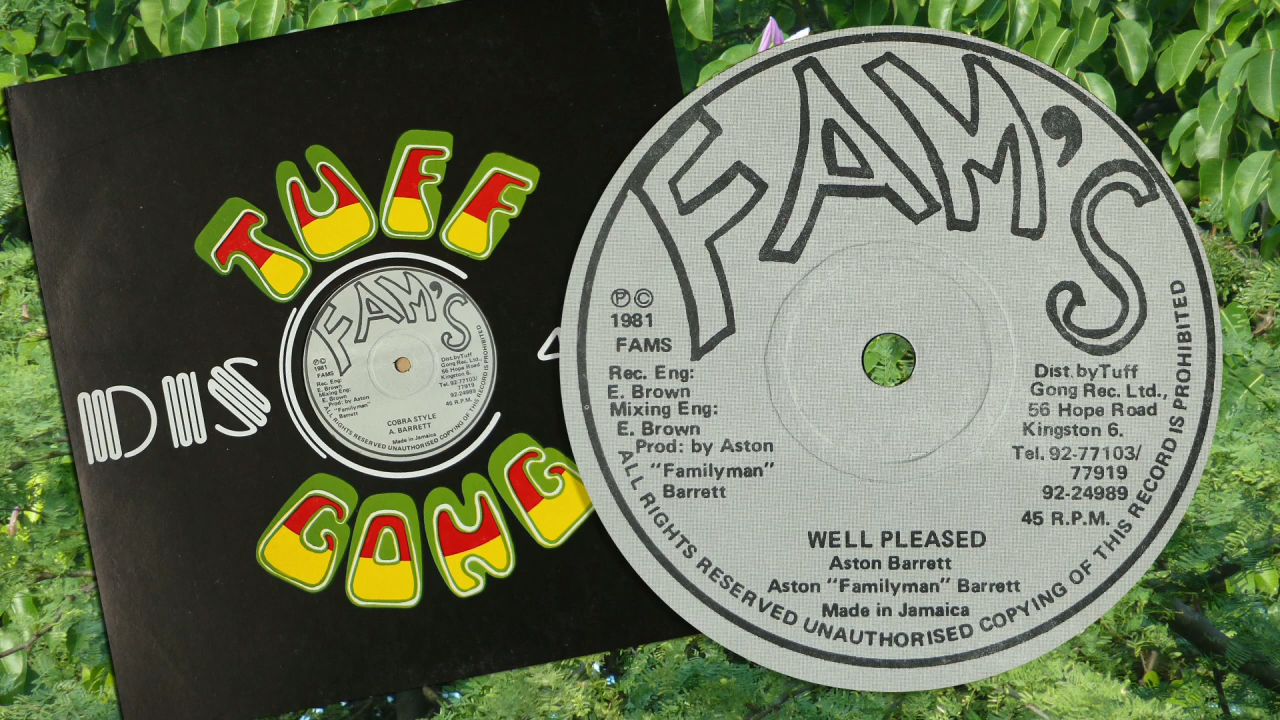 TUFF
GONG
DIS
4
FAM'S
Ⓟ©
1981
FAMS
Rec. Eng:
E. Brown
Mixing Eng:
E. Brown
Prod: by Aston
"Familyman"
Barrett
Dist.byTuff
Gong Rec. Ltd.,
56 Hope Road
Kingston 6.
Tel. 92-77103/
77919
92-24989
45 R.P.M.
COBRA STYLE
A. BARRETT
Made in Jamaica
ALL RIGHTS RESERVED UNAUTHORISED COPYING OF THIS RECORD IS PROHIBITED
FAM'S
Ⓟ©
1981
FAMS
Rec. Eng:
E. Brown
Mixing Eng:
E. Brown
Prod: by Aston
"Familyman"
Barrett
Dist.byTuff
Gong Rec. Ltd.,
56 Hope Road
Kingston 6.
Tel. 92-77103/
77919
92-24989
45 R.P.M.
WELL PLEASED
Aston Barrett
Aston "Familyman" Barrett
Made in Jamaica
ALL RIGHTS RESERVED UNAUTHORISED COPYING OF THIS RECORD IS PROHIBITED